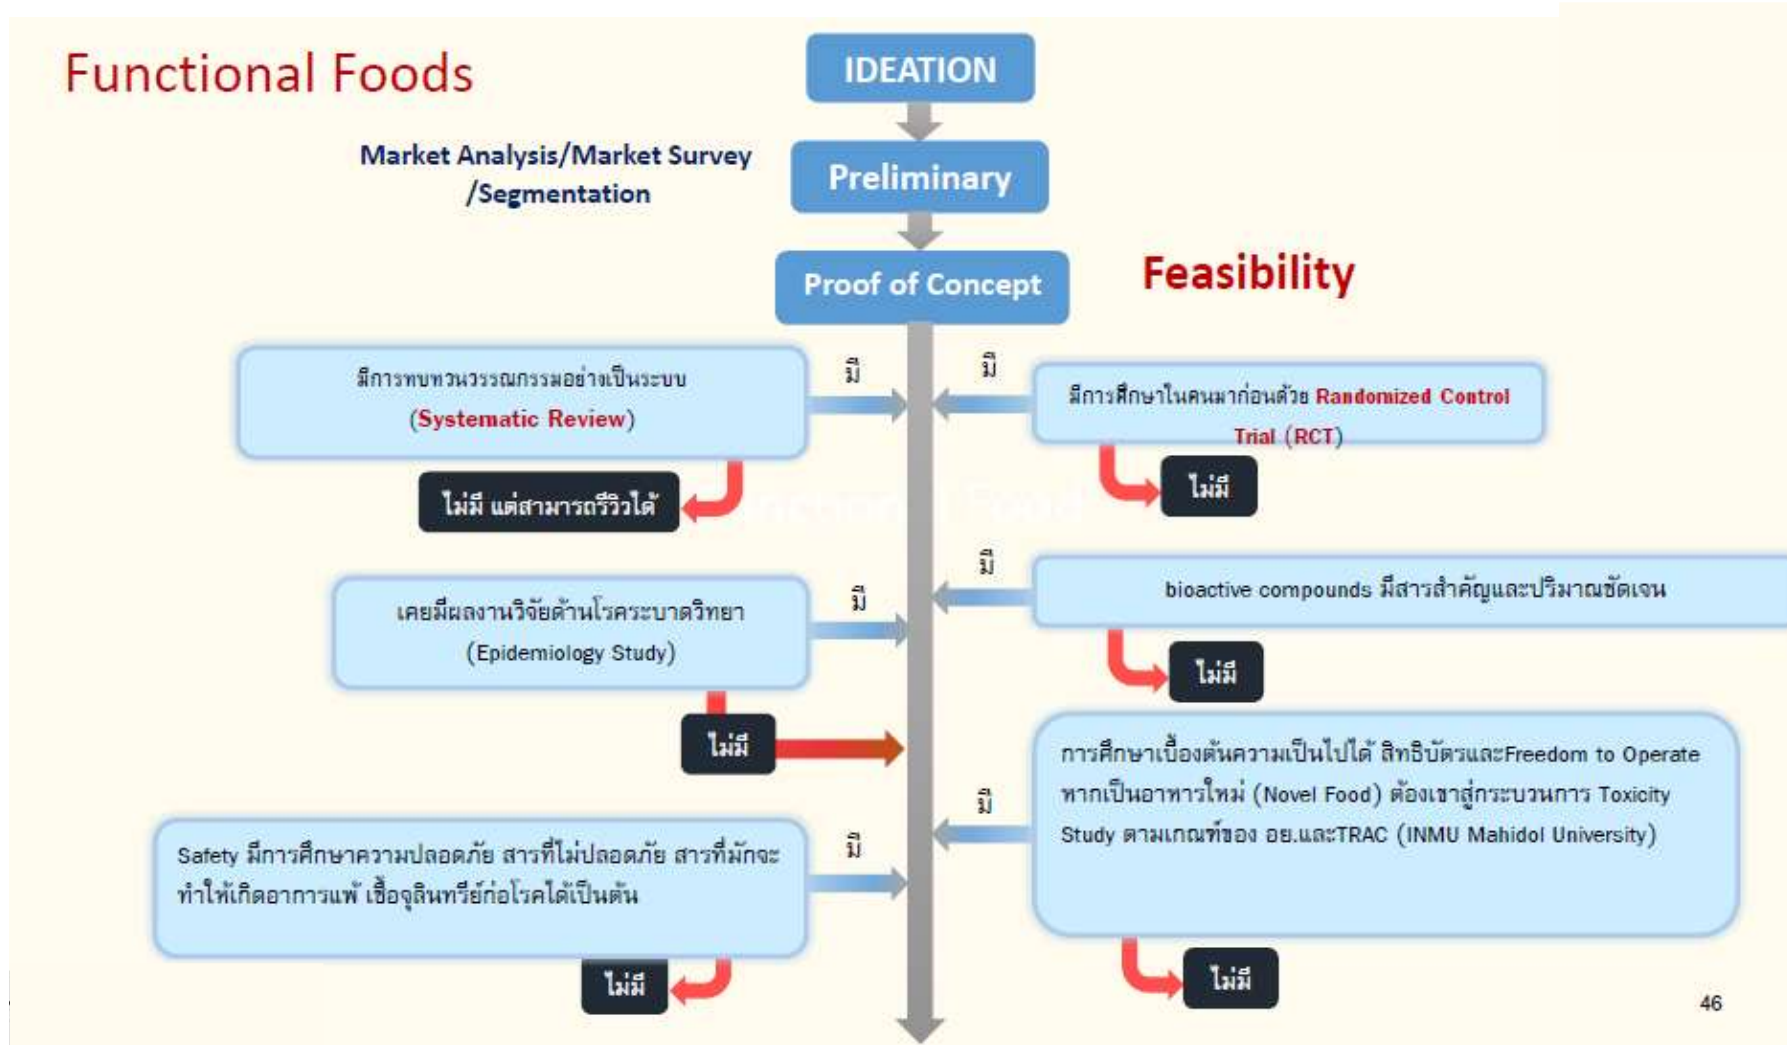 Functional Foods
IDEATION
Market Analysis/Market Survey
/Segmentation
Preliminary
Proof of Concept
Feasibility
มีการทบทวนวรรณกรรมอย่างเป็นระบบ
(Systematic Review)
มี
มี
มีการศึกษาในคนมาก่อนด้วย Randomized Control
Trial (RCT)
ไม่มี แต่สามารถรีวิวได้
ไม่มี
เคยมีผลงานวิจัยด้านโรคระบาดวิทยา
(Epidemiology Study)
มี
มี
bioactive compounds มีสารสำคัญและปริมาณชัดเจน
ไม่มี
ไม่มี
การศึกษาเบื้องต้นความเป็นไปได้ สิทธิบัตรและFreedom to Operate
หากเป็นอาหารใหม่ (Novel Food) ต้องเข้าสู่กระบวนการ Toxicity
Study ตามเกณฑ์ของ อย.และTRAC (INMU Mahidol University)
มี
Safety มีการศึกษาความปลอดภัย สารที่ไม่ปลอดภัย สารที่มักจะ
ทำให้เกิดอาการแพ้ เชื้อจุลินทรีย์ก่อโรคได้เป็นต้น
มี
ไม่มี
ไม่มี
46